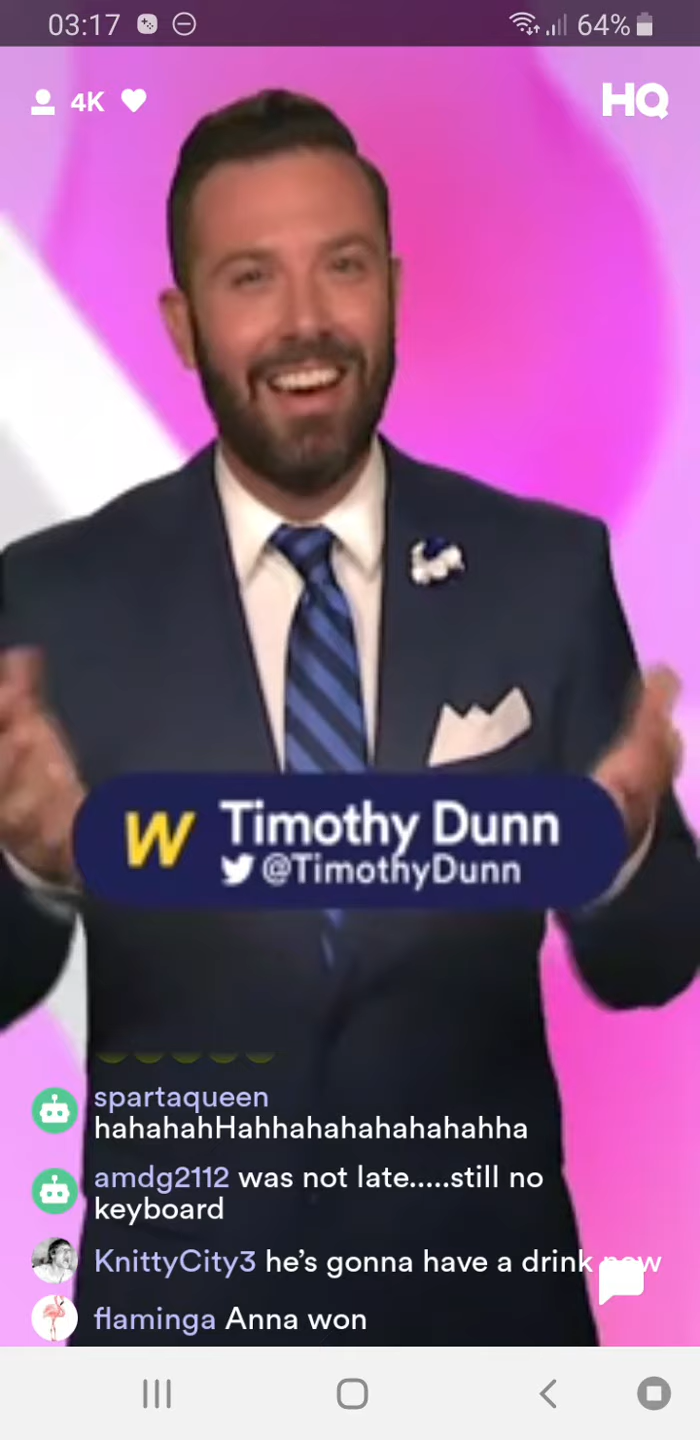 03:17
64%
4K
HQ
W Timothy Dunn
@TimothyDunn
spartaqueen
hahahahHahhahahahahahahha
amdg2112 was not late.....still no
keyboard
KnittyCity3 he's gonna have a drink now
flaminga Anna won